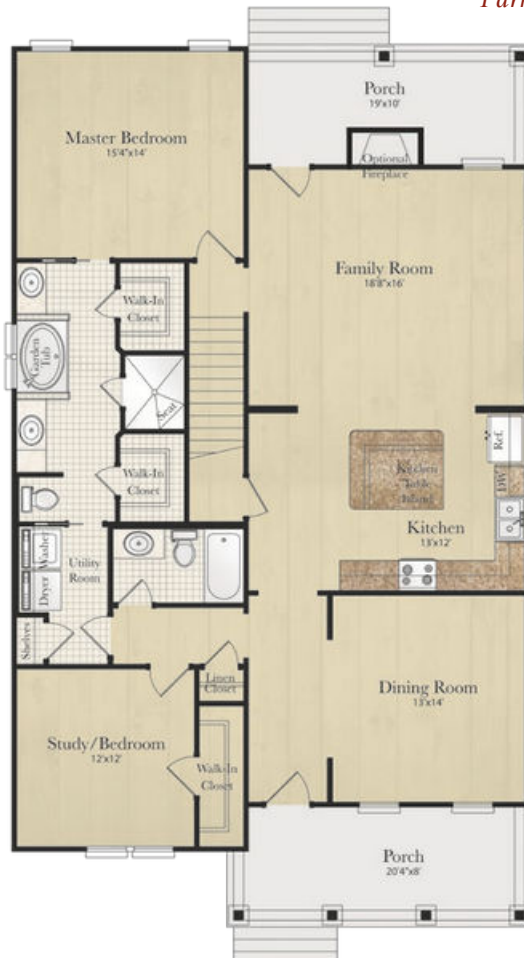 Porch
19'x10'
Master Bedroom
15'4"x14'
Optional
Fireplace
Family Room
18'8"x16'
Walk-In
Closet
Garden
Tub
Seat
Walk-In
Closet
Ref.
DW
Kitchen
Table
Island
Kitchen
13'x12'
Washer
Dryer
Utility
Room
Shelves
Linen
Closet
Dining Room
13'x14'
Study/Bedroom
12'x12'
Walk-In
Closet
Porch
20'4"x8'